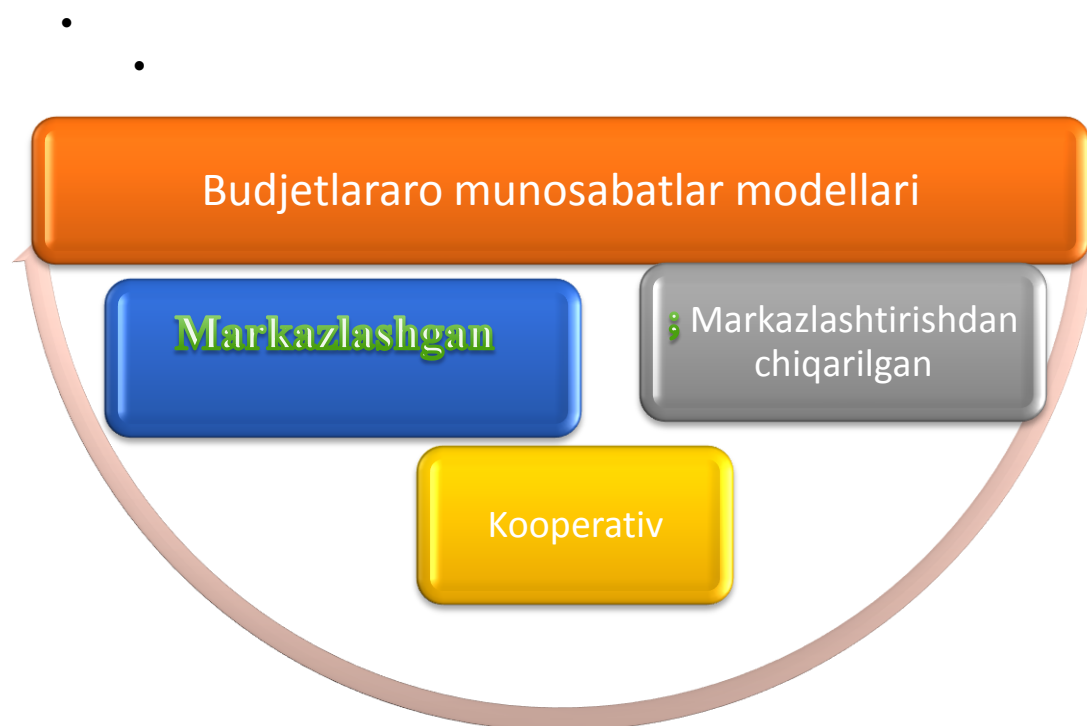 •
•
Budjetlararo munosabatlar modellari
Markazlashgan
; Markazlashtirishdan
chiqarilgan
Kooperativ